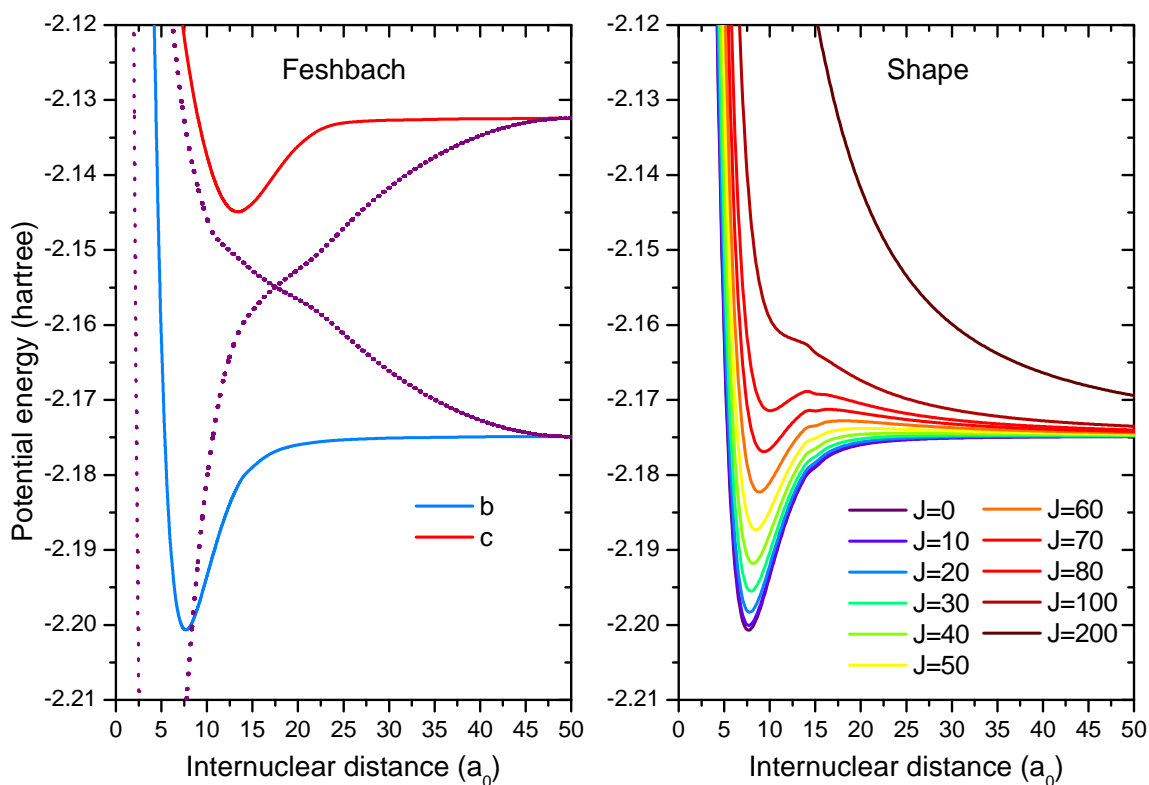 Feshbach
Potential energy (hartree)
-2.12
-2.13
-2.14
-2.15
-2.16
-2.17
-2.18
-2.19
-2.20
-2.21
b
c
0 5 10 15 20 25 30 35 40 45 50
Internuclear distance (a0)
Shape
-2.12
-2.13
-2.14
-2.15
-2.16
-2.17
-2.18
-2.19
-2.20
-2.21
J=0
J=10
J=20
J=30
J=40
J=50
J=60
J=70
J=80
J=100
J=200
0 5 10 15 20 25 30 35 40 45 50
Internuclear distance (a0)